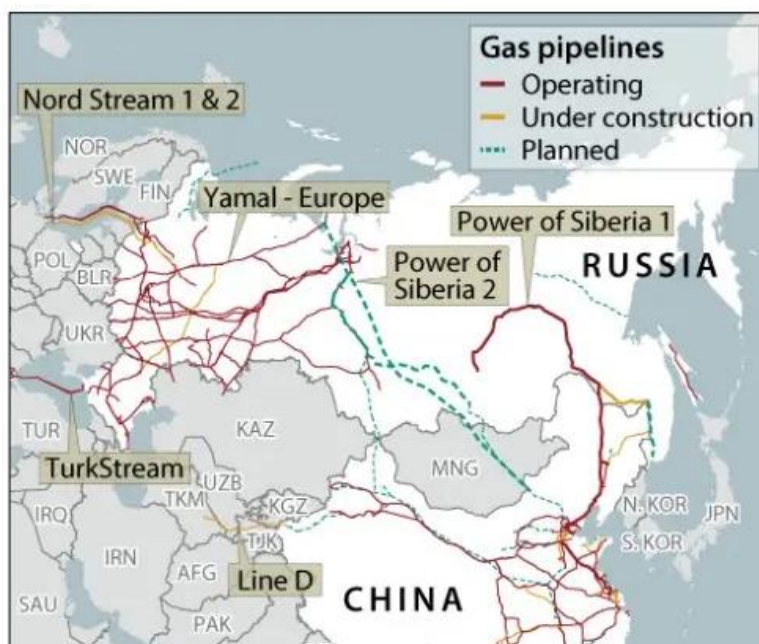 Gas pipelines
Operating
Under construction
Planned
Nord Stream 1 & 2
NOR
SWE
FIN
Yamal - Europe
Power of Siberia 1
RUSSIA
Power of
Siberia 2
POL
BLR
UKR
KAZ
MNG
TUR
TurkStream
UZB
TKM
KGZ
TJK
N. KOR
JPN
S. KOR
IRQ
IRN
AFG
Line D
CHINA
SAU
PAK